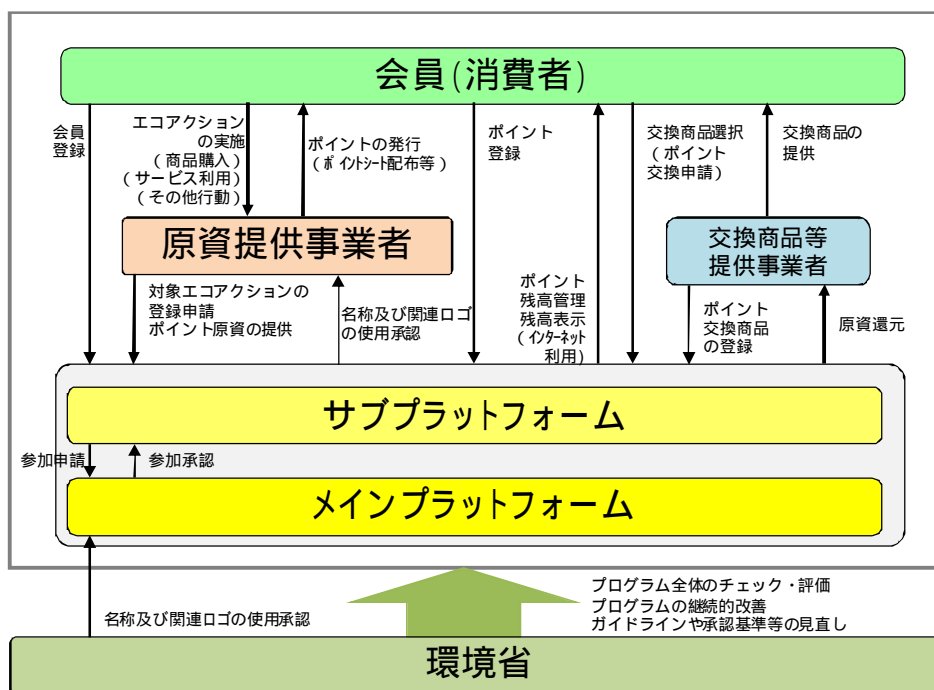 会員(消費者)
会員
登録
エコアクション
の実施
(商品購入)
(サービス利用)
(その他行動)
ポイントの発行
(ポイントシート配布等)
ポイント
登録
交換商品選択
(ポイント
交換申請)
交換商品の
提供
原資提供事業者
交換商品等
提供事業者
対象エコアクションの
登録申請
ポイント原資の提供
名称及び関連ロゴ
の使用承認
ポイント
残高管理
残高表示
(インターネット
利用)
ポイント
交換商品
の登録
原資還元
サブプラットフォーム
参加申請
参加承認
メインプラットフォーム
名称及び関連ロゴの使用承認
プログラム全体のチェック・評価
プログラムの継続的改善
ガイドラインや承認基準等の見直し
環境省